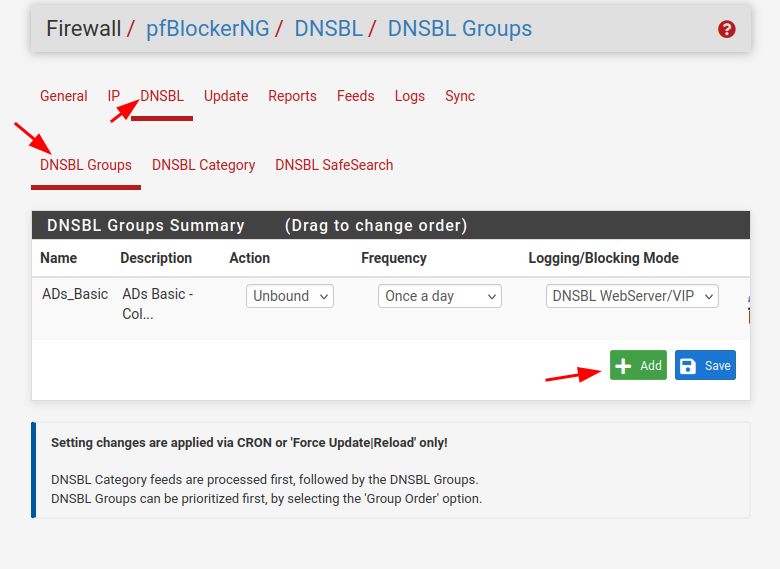 Firewall / pfBlockerNG / DNSBL / DNSBL Groups
General IP DNSBL Update Reports Feeds Logs Sync
DNSBL Groups DNSBL Category DNSBL SafeSearch
DNSBL Groups Summary (Drag to change order)
Name Description Action Frequency Logging/Blocking Mode
ADs_Basic ADs Basic - Unbound Once a day DNSBL WebServer/VIP
Col...
Add Save
Setting changes are applied via CRON or 'Force Update|Reload' only!
DNSBL Category feeds are processed first, followed by the DNSBL Groups.
DNSBL Groups can be prioritized first, by selecting the 'Group Order' option.